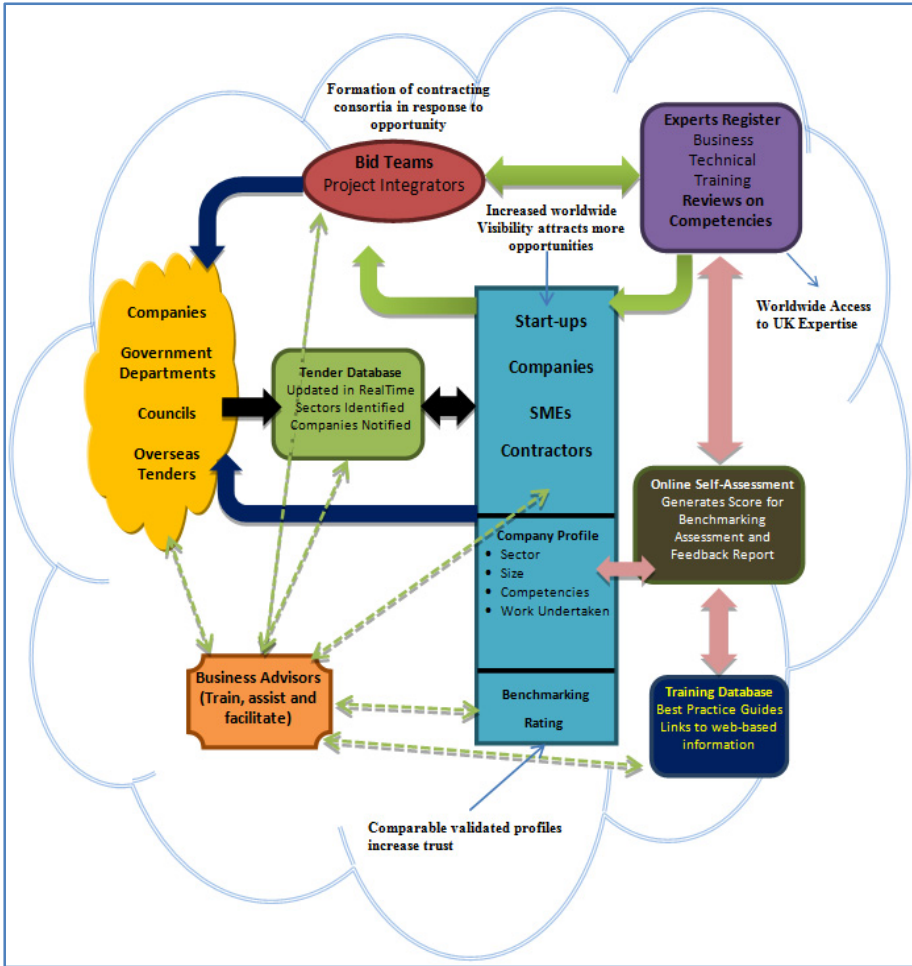 Formation of contracting
consortia in response to
opportunity
Bid Teams
Project Integrators
Experts Register
Business
Technical
Training
Reviews on
Competencies
Increased worldwide
Visibility attracts more
opportunities
Worldwide Access
to UK Expertise
Companies
Government
Departments
Councils
Overseas
Tenders
Tender Database
Updated in RealTime
Sectors Identified
Companies Notified
Start-ups
Companies
SMEs
Contractors
Company Profile
• Sector
• Size
• Competencies
• Work Undertaken
Benchmarking
Rating
Online Self-Assessment
Generates Score for
Benchmarking
Assessment and
Feedback Report
Business Advisors
(Train, assist and
facilitate)
Training Database
Best Practice Guides
Links to web-based
information
Comparable validated profiles
increase trust